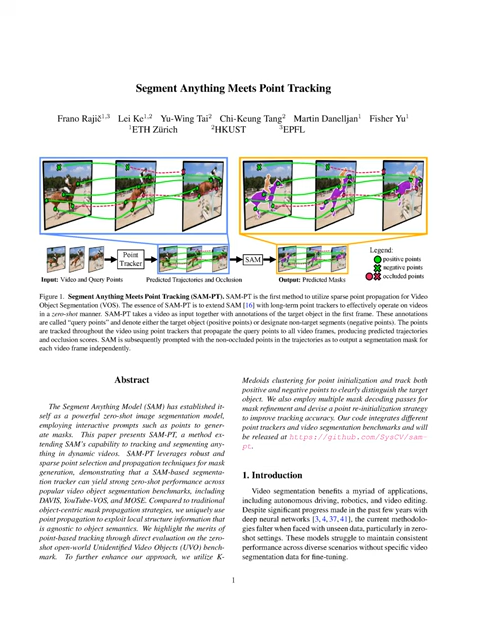 Segment Anything Meets Point Tracking
Frano Rajič1,3 Lei Ke1,2 Yu-Wing Tai2 Chi-Keung Tang2 Martin Danelljan1 Fisher Yu1
1ETH Zürich 2HKUST 3EPFL
Point Tracker
SAM
Legend:
positive points
negative points
occluded points
Input: Video and Query Points
Predicted Trajectories and Occlusion
Output: Predicted Masks
Figure 1. Segment Anything Meets Point Tracking (SAM-PT). SAM-PT is the first method to utilize sparse point propagation for Video
Object Segmentation (VOS). The essence of SAM-PT is to extend SAM [16] with long-term point trackers to effectively operate on videos
in a zero-shot manner. SAM-PT takes a video as input together with annotations of the target object in the first frame. These annotations
are called “query points” and denote either the target object (positive points) or designate non-target segments (negative points). The points
are tracked throughout the video using point trackers that propagate the query points to all video frames, producing predicted trajectories
and occlusion scores. SAM is subsequently prompted with the non-occluded points in the trajectories as to output a segmentation mask for
each video frame independently.
Abstract
The Segment Anything Model (SAM) has established it-
self as a powerful zero-shot image segmentation model,
employing interactive prompts such as points to gener-
ate masks. This paper presents SAM-PT, a method ex-
tending SAM’s capability to tracking and segmenting any-
thing in dynamic videos. SAM-PT leverages robust and
sparse point selection and propagation techniques for mask
generation, demonstrating that a SAM-based segmenta-
tion tracker can yield strong zero-shot performance across
popular video object segmentation benchmarks, including
DAVIS, YouTube-VOS, and MOSE. Compared to traditional
object-centric mask propagation strategies, we uniquely use
point propagation to exploit local structure information that
is agnostic to object semantics. We highlight the merits of
point-based tracking through direct evaluation on the zero-
shot open-world Unidentified Video Objects (UVO) bench-
mark. To further enhance our approach, we utilize K-
Medoids clustering for point initialization and track both
positive and negative points to clearly distinguish the target
object. We also employ multiple mask decoding passes for
mask refinement and devise a point re-initialization strategy
to improve tracking accuracy. Our code integrates different
point trackers and video segmentation benchmarks and will
be released at https://github.com/SysCV/sam-
pt.
1. Introduction
Video segmentation benefits a myriad of applications,
including autonomous driving, robotics, and video editing.
Despite significant progress made in the past few years with
deep neural networks [3, 4, 37, 41], the current methodolo-
gies falter when faced with unseen data, particularly in zero-
shot settings. These models struggle to maintain consistent
performance across diverse scenarios without specific video
segmentation data for fine-tuning.
1